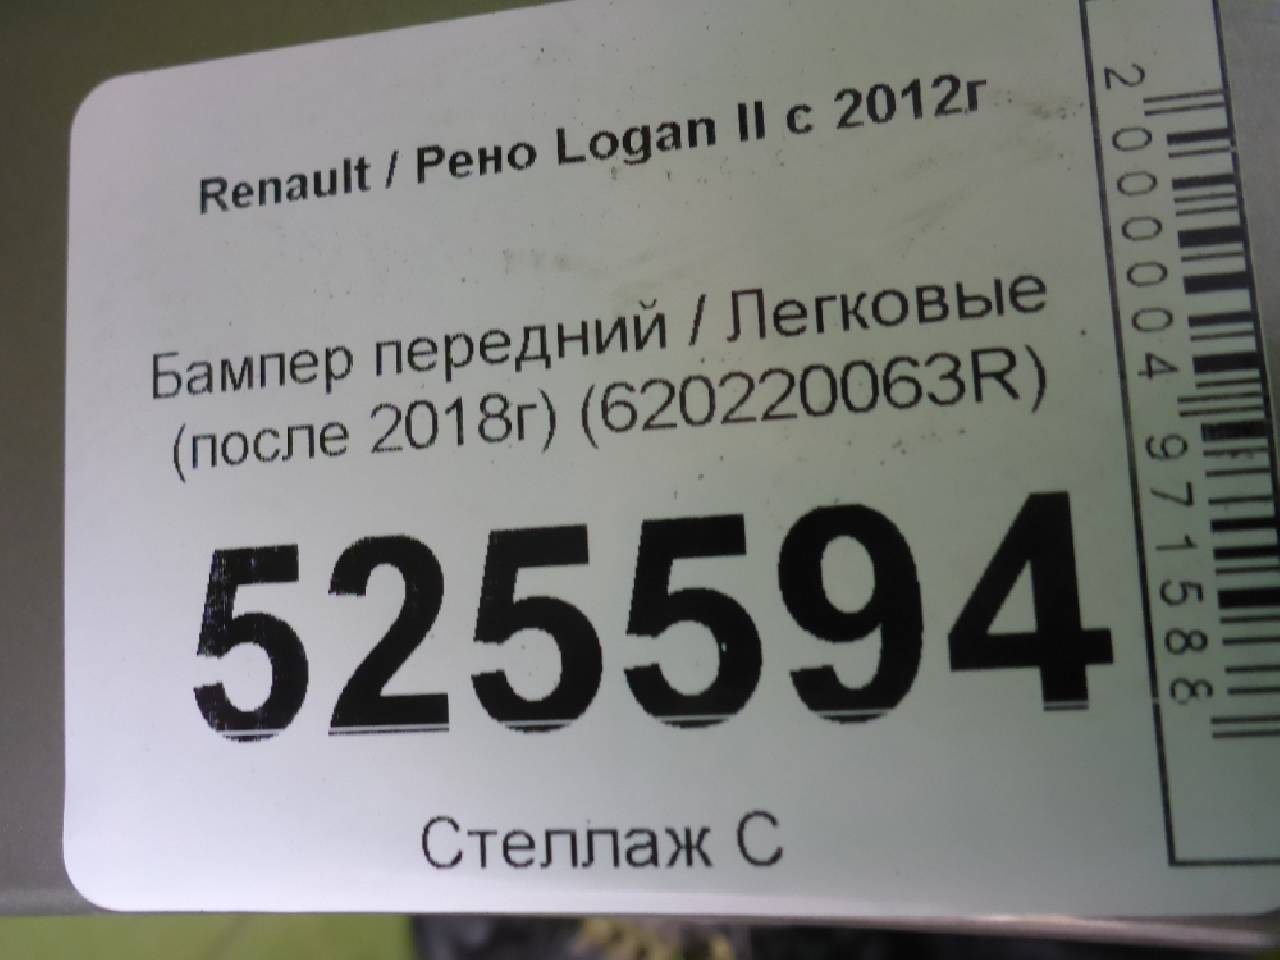 Renault / Рено Logan II с 2012г
Бампер передний / Легковые
(после 2018г) (620220063R)
525594
Стеллаж С
2000004971588